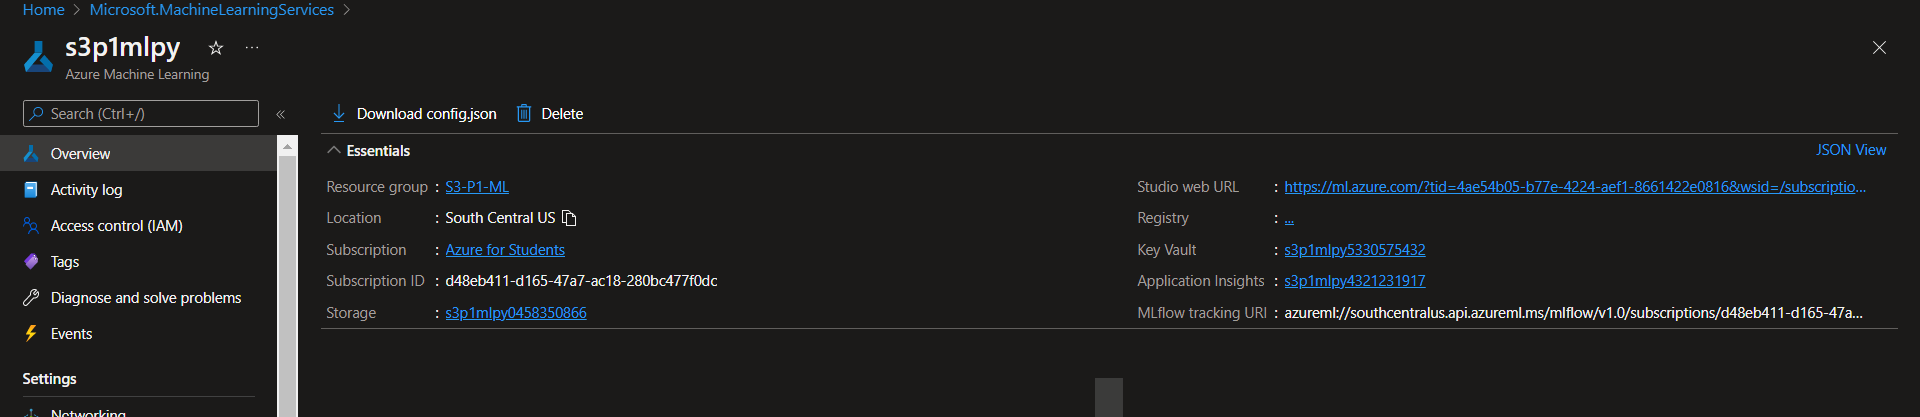 Home > Microsoft.MachineLearningServices >
s3p1mlpy ...
Azure Machine Learning
Search (Ctrl+/) «
Overview
Activity log
Access control (IAM)
Tags
Diagnose and solve problems
Events
Settings
Networking
Download config.json Delete
Essentials JSON View
Resource group : S3-P1-ML
Location : South Central US
Subscription : Azure for Students
Subscription ID : d48eb411-d165-47a7-ac18-280bc477f0dc
Storage : s3p1mlpy0458350866
Studio web URL : https://ml.azure.com/?tid=4ae54b05-b77e-4224-aef1-8661422e0816&wsid=/subscriptio...
Registry : ...
Key Vault : s3p1mlpy5330575432
Application Insights : s3p1mlpy4321231917
MLflow tracking URI : azureml://southcentralus.api.azureml.ms/mlflow/v1.0/subscriptions/d48eb411-d165-47a...